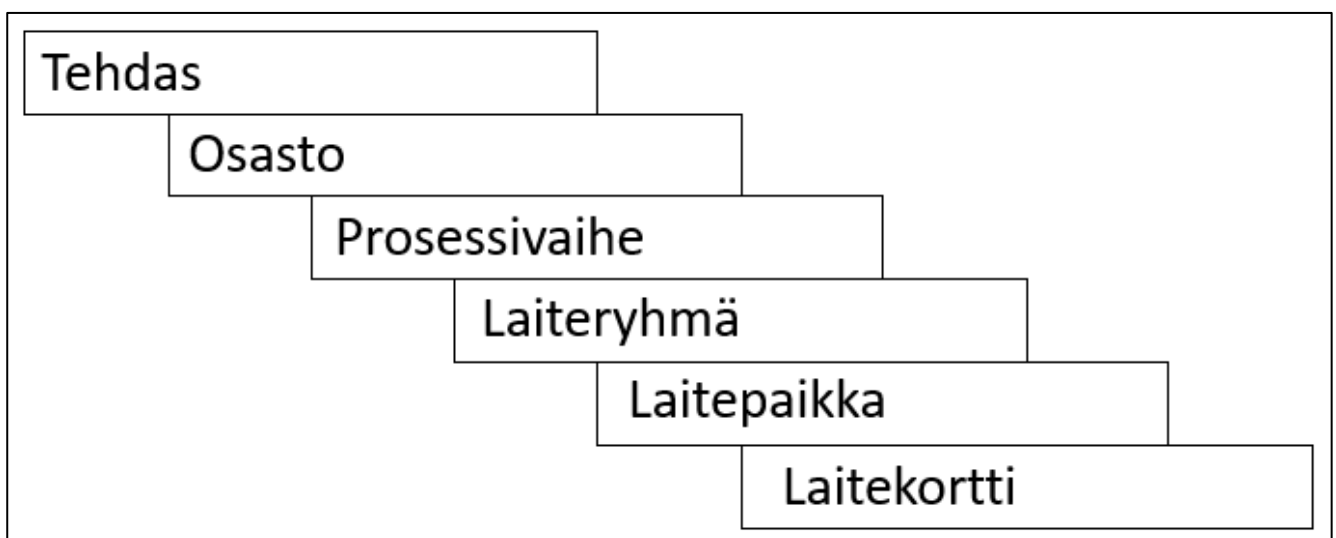 Tehdas
Osasto
Prosessivaihe
Laiteryhmä
Laitepaikka
Laitekortti